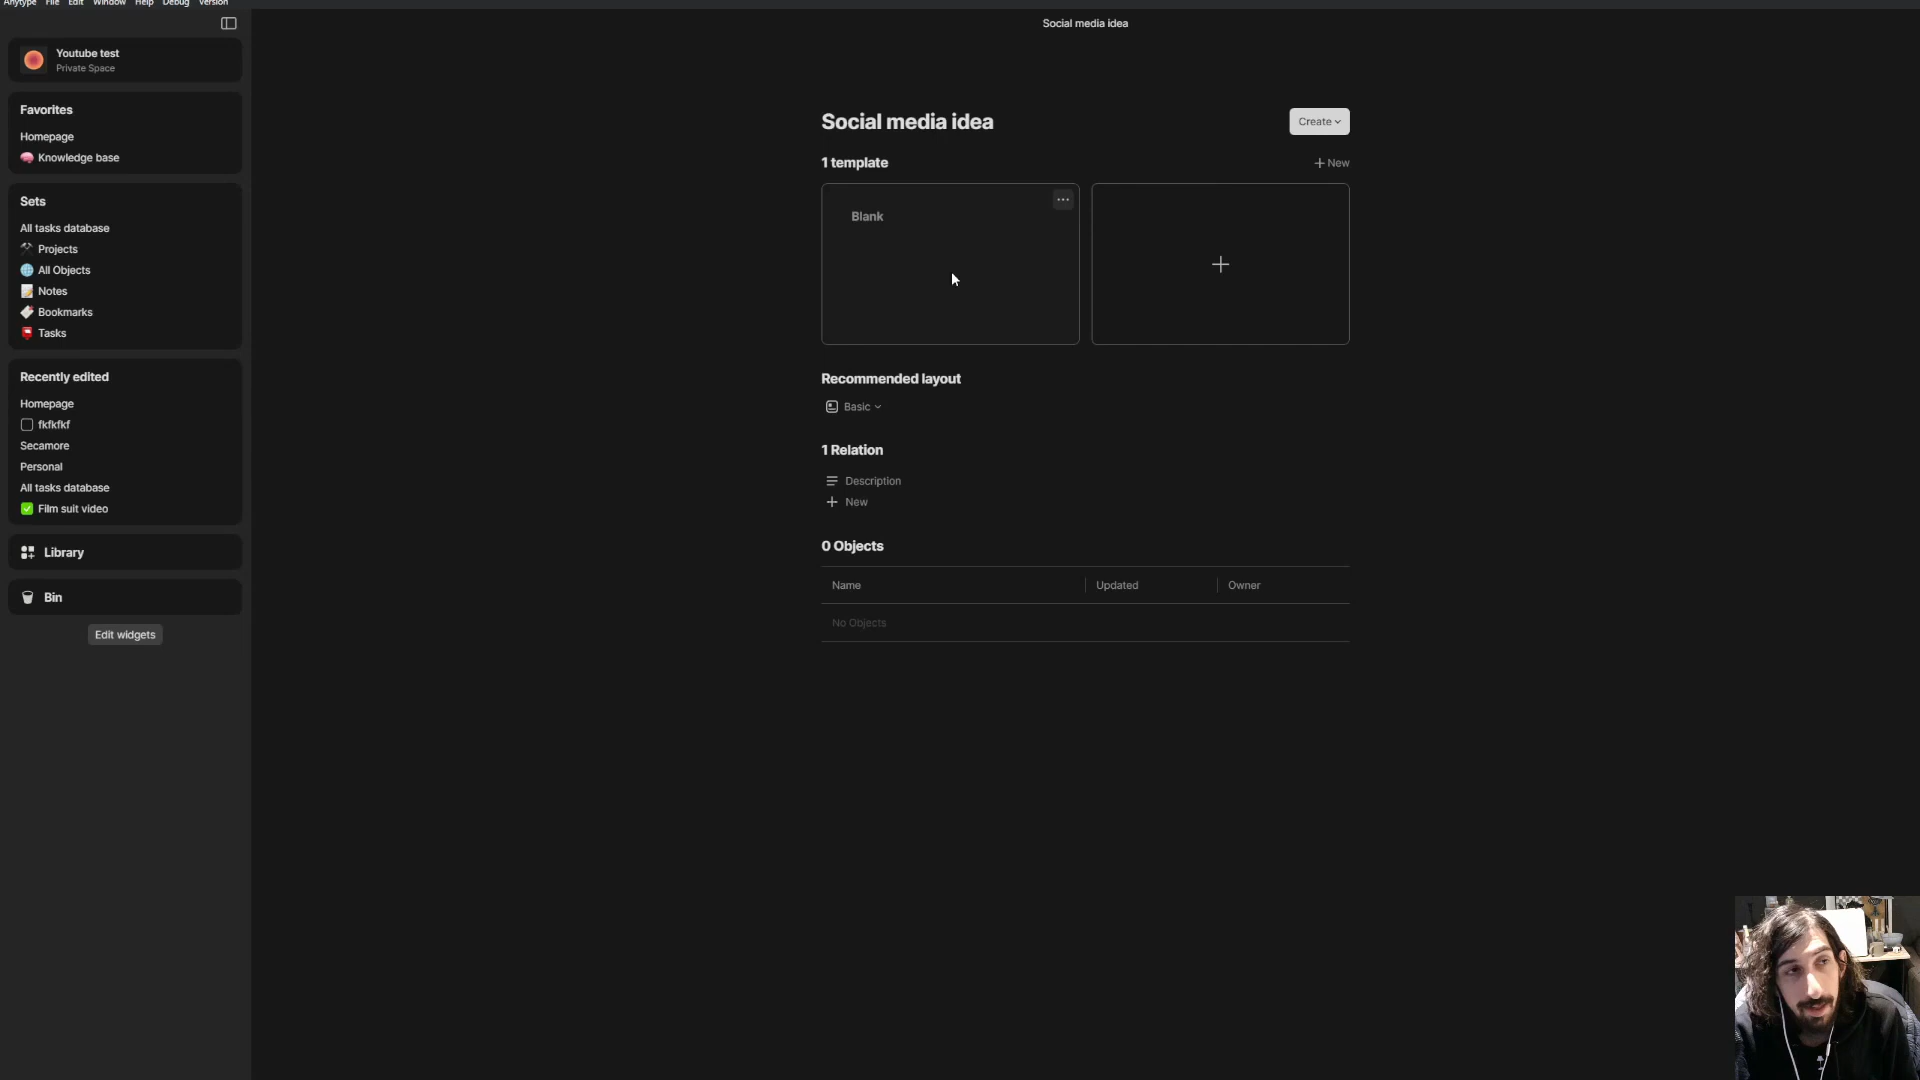 Anytype File Edit Window Help Debug Version
Social media idea
Youtube test
Private Space
Favorites
Homepage
Knowledge base
Sets
All tasks database
Projects
All Objects
Notes
Bookmarks
Tasks
Recently edited
Homepage
fkfkfkf
Secamore
Personal
All tasks database
Film suit video
Library
Bin
Edit widgets
Social media idea
Create
1 template
New
Blank
Recommended layout
Basic
1 Relation
Description
New
0 Objects
Name Updated Owner
No Objects